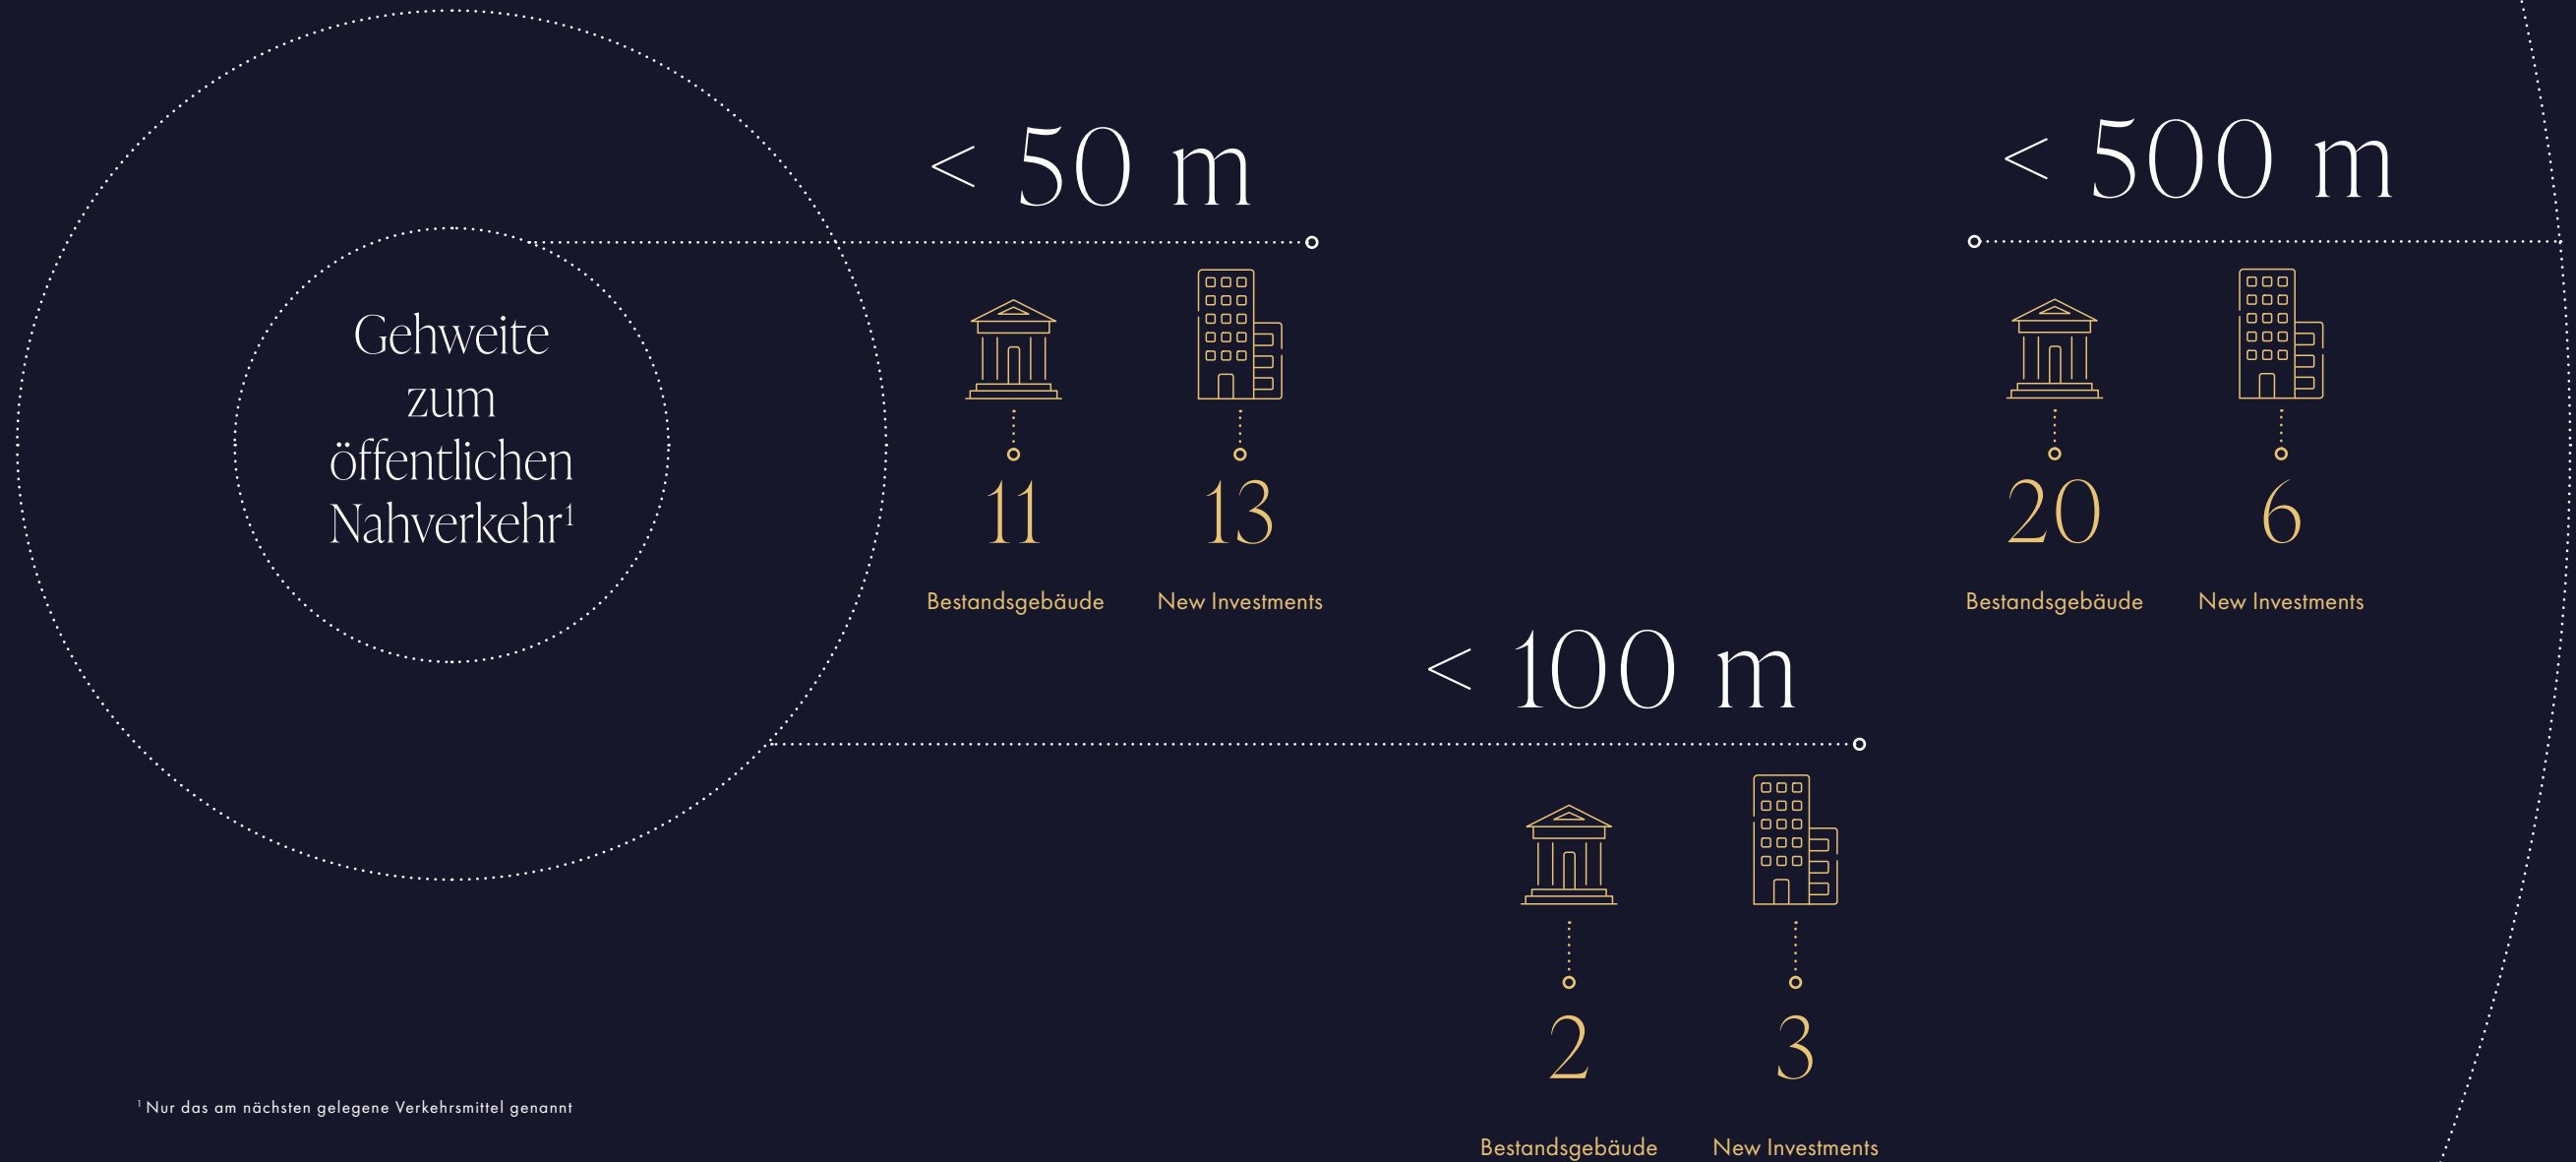 Gehweite
zum
öffentlichen
Nahverkehr¹
< 50 m
11
13
Bestandsgebäude
New Investments
< 100 m
2
3
Bestandsgebäude
New Investments
< 500 m
20
6
Bestandsgebäude
New Investments
¹ Nur das am nächsten gelegene Verkehrsmittel genannt